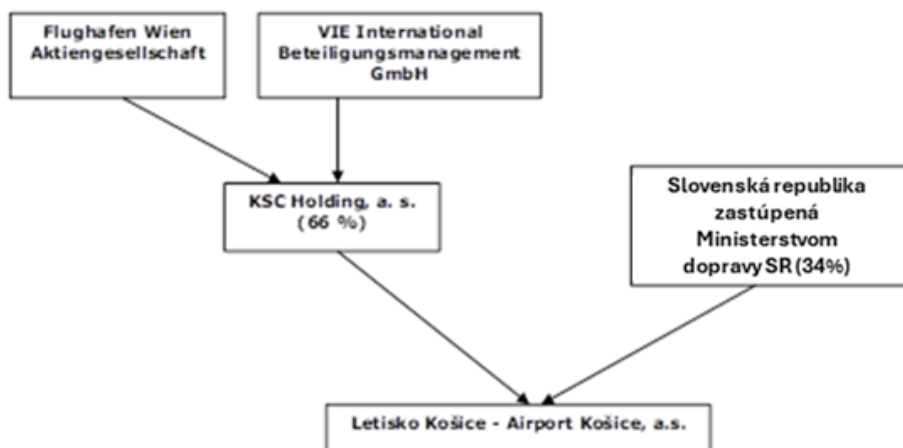 Flughafen Wien
Aktiengesellschaft
VIE International
Beteiligungsmanagement
GmbH
KSC Holding, a. s.
(66 %)
Slovenská republika
zastúpená
Ministerstvom
dopravy SR (34%)
Letisko Košice - Airport Košice, a.s.